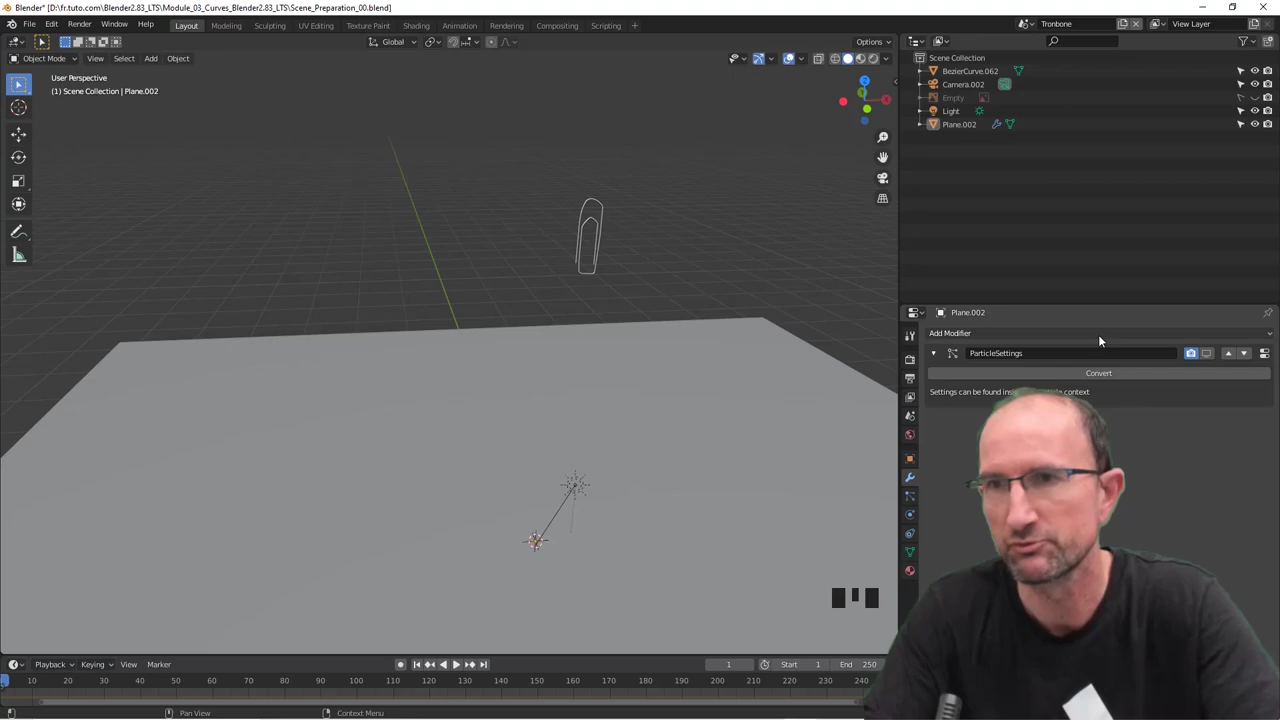 Blender* [D:\fr.tuto.com\Blender2.83_LTS\Module_03_Curves_Blender2.83_LTS\Scene_Preparation_00.blend]
File Edit Render Window Help Layout Modeling Sculpting UV Editing Texture Paint Shading Animation Rendering Compositing Scripting + Trombone View Layer
Global Options
Object Mode View Select Add Object
User Perspective
(1) Scene Collection | Plane.002
Z
Scene Collection
BezierCurve.062
Camera.002
Empty
Light
Plane.002
Plane.002
Add Modifier
ParticleSettings
Convert
Settings can be found insi context
Playback Keying View Marker 1 Start 1 End 250
10 20 30 40 50 60 70 80 90 100 110 120 130 140 150 160 170 180 190 200 210 220 230 240
Pan View Context Menu